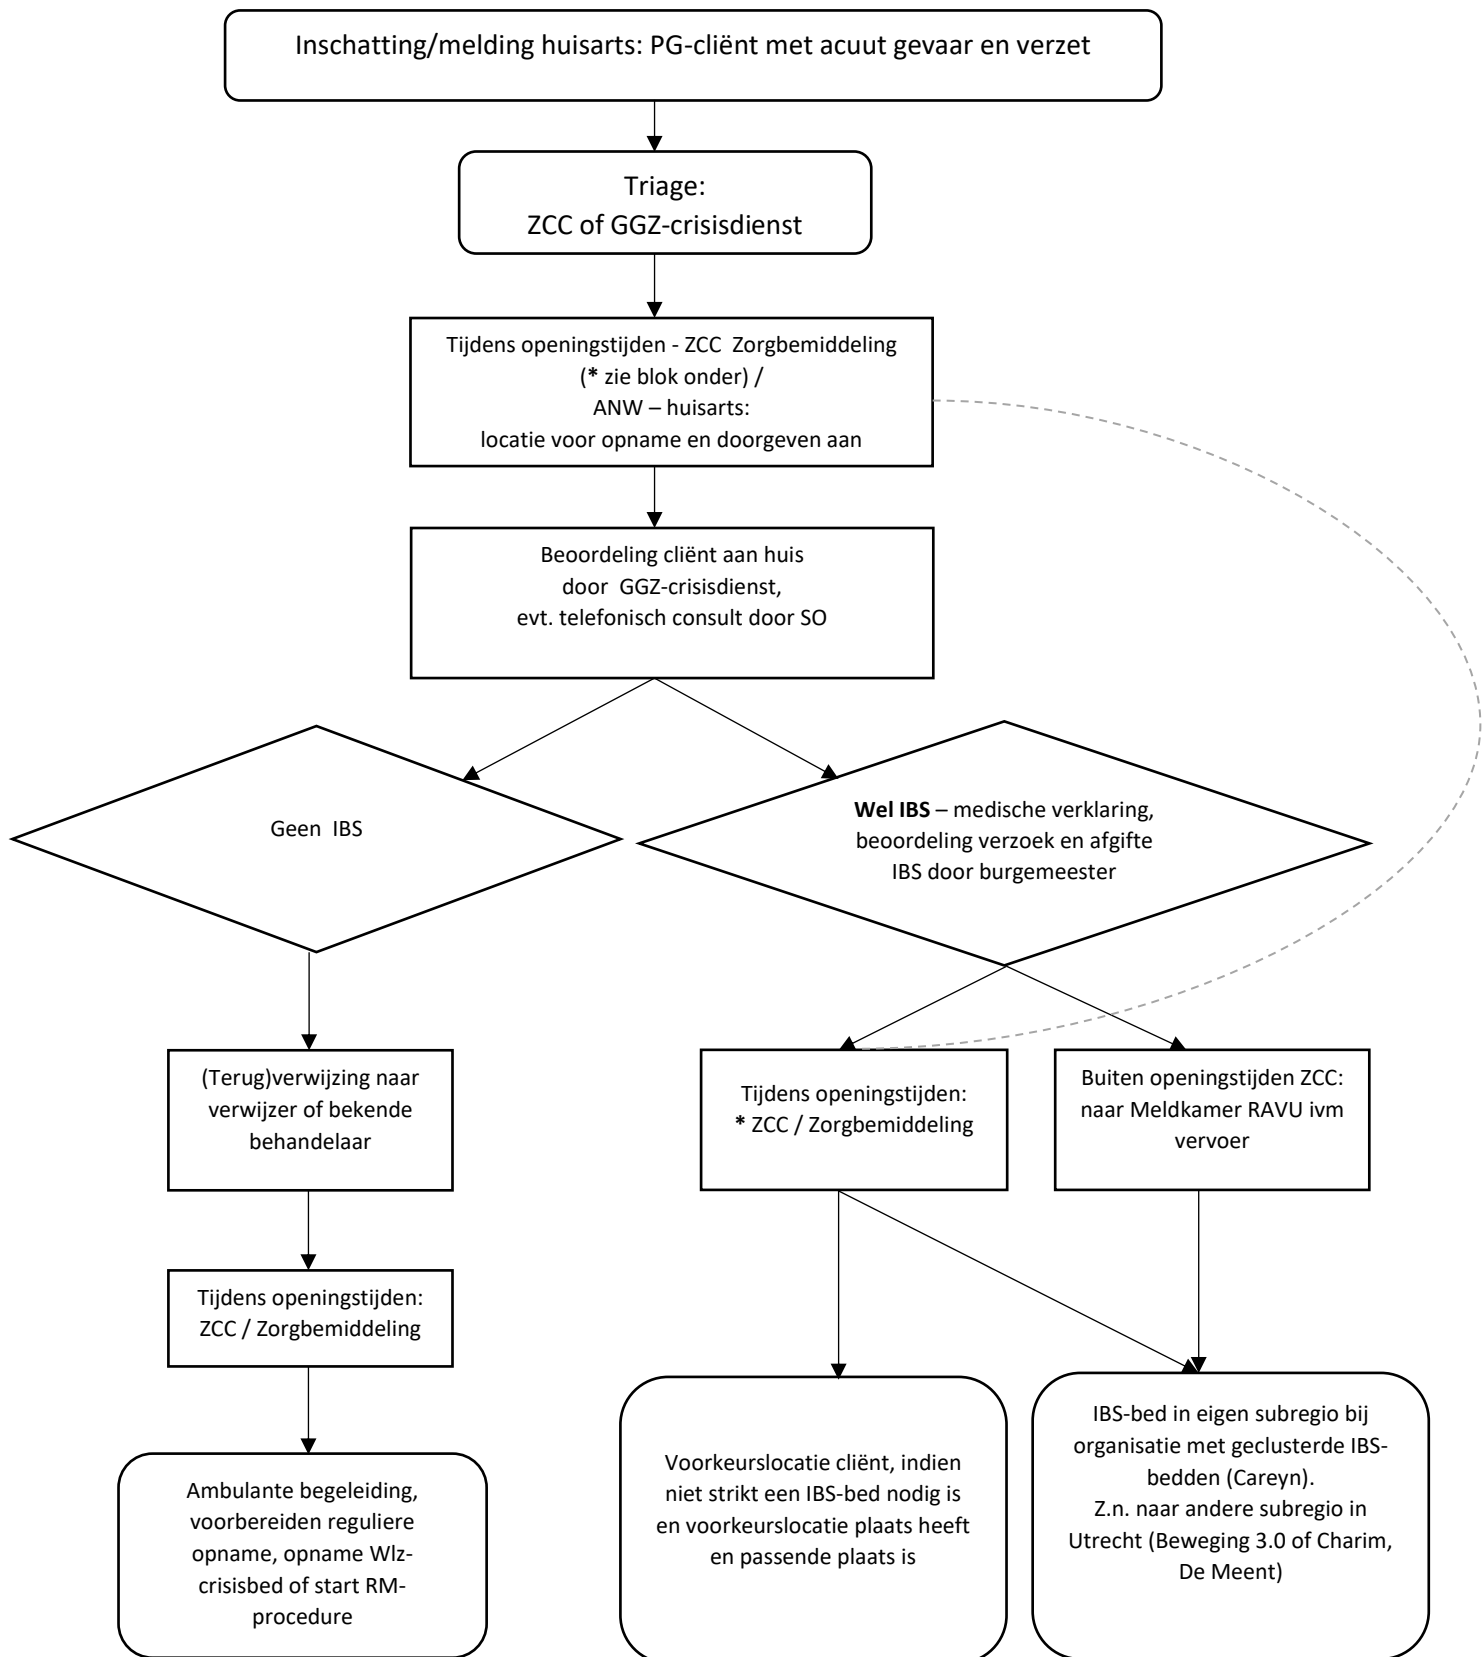 Inschatting/melding huisarts: PG-cliënt met acuut gevaar en verzet
Triage:
ZCC of GGZ-crisisdienst
Tijdens openingstijden - ZCC Zorgbemiddeling
(* zie blok onder) /
ANW – huisarts:
locatie voor opname en doorgeven aan
Beoordeling cliënt aan huis
door GGZ-crisisdienst,
evt. telefonisch consult door SO
Geen IBS
Wel IBS – medische verklaring,
beoordeling verzoek en afgifte
IBS door burgemeester
(Terug)verwijzing naar
verwijzer of bekende
behandelaar
Tijdens openingstijden:
* ZCC / Zorgbemiddeling
Buiten openingstijden ZCC:
naar Meldkamer RAVU ivm
vervoer
Tijdens openingstijden:
ZCC / Zorgbemiddeling
Ambulante begeleiding,
voorbereiden reguliere
opname, opname Wlz-
crisisbed of start RM-
procedure
Voorkeurslocatie cliënt, indien
niet strikt een IBS-bed nodig is
en voorkeurslocatie plaats heeft
en passende plaats is
IBS-bed in eigen subregio bij
organisatie met geclusterde IBS-
bedden (Careyn).
Z.n. naar andere subregio in
Utrecht (Beweging 3.0 of Charim,
De Meent)